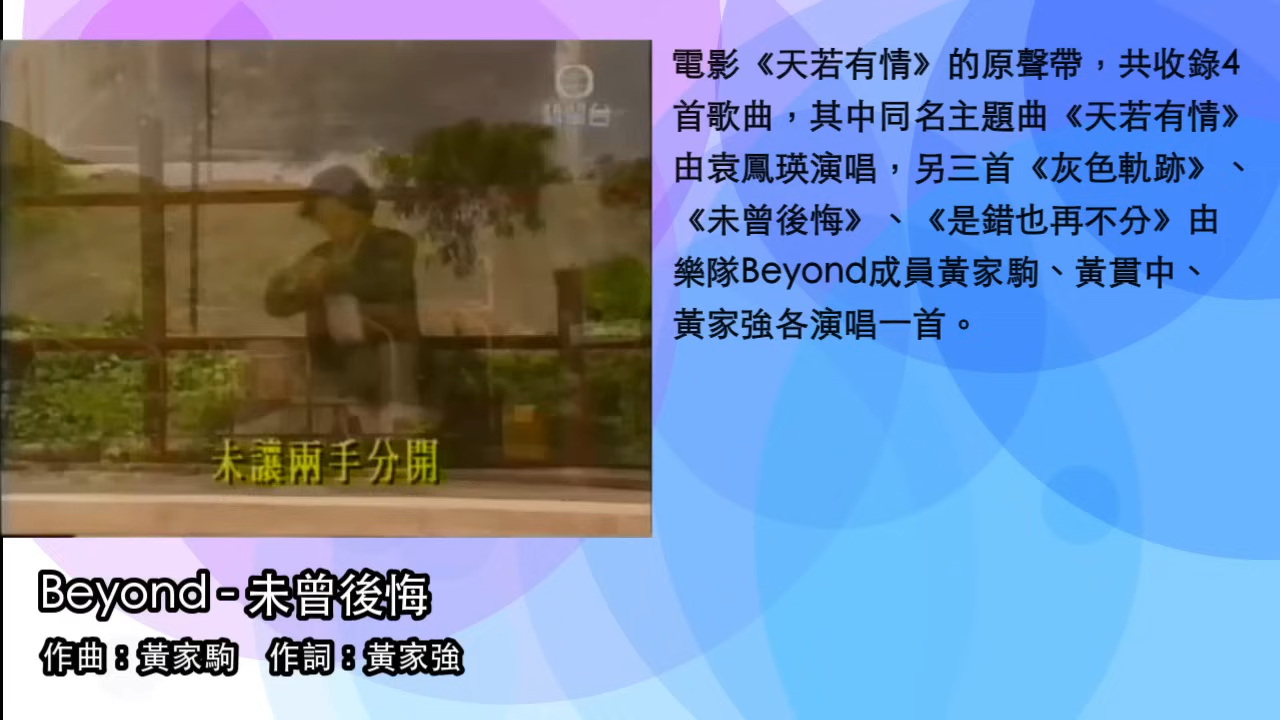 電影《天若有情》的原聲帶，共收錄4
首歌曲，其中同名主題曲《天若有情》
由袁鳳瑛演唱，另三首《灰色軌跡》、
《未曾後悔》、《是錯也再不分》由
樂隊Beyond成員黃家駒、黃貫中、
黃家強各演唱一首。
未讓兩手分開
Beyond - 未曾後悔
作曲：黃家駒　作詞：黃家強